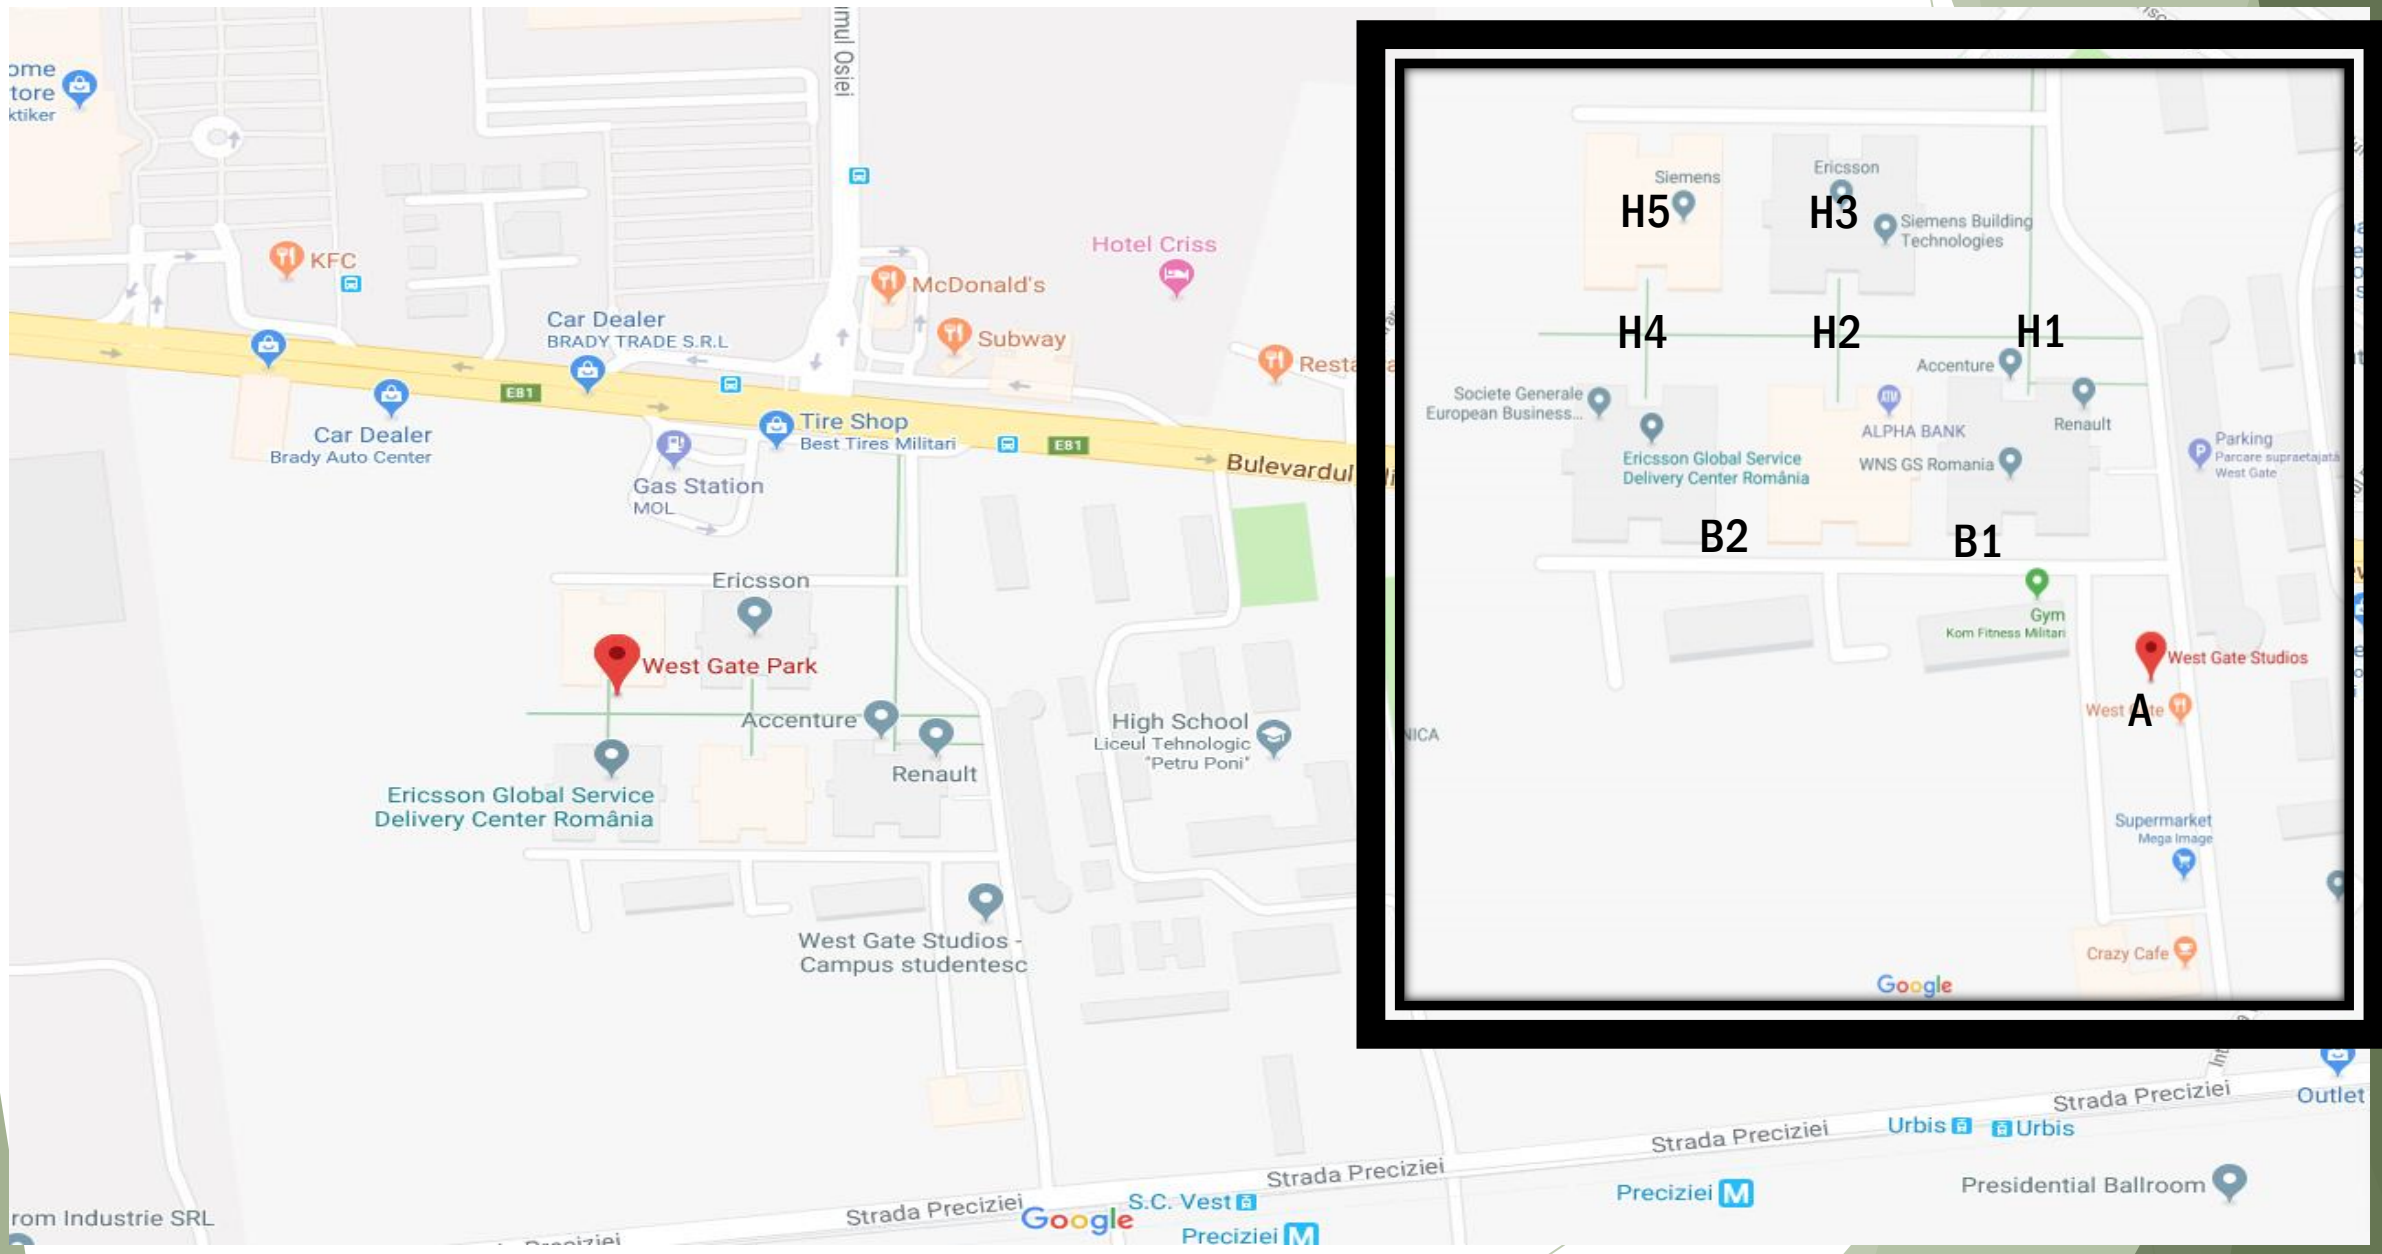 ome
tore
ktiker
KFC
mul Osiei
Hotel Criss
McDonald's
Subway
Car Dealer
BRADY TRADE S.R.L
E81
Car Dealer
Brady Auto Center
Tire Shop
Best Tires Militari
E81
Bulevardul
Gas Station
MOL
Ericsson
West Gate Park
Accenture
Renault
High School
Liceul Tehnologic
"Petru Poni"
Ericsson Global Service
Delivery Center România
West Gate Studios -
Campus studentesc
rom Industrie SRL
Strada Preciziei
Google
S.C. Vest
Preciziei M
Strada Preciziei
Strada Preciziei
Strada Preciziei
Urbis
Urbis
Outlet
Preciziei M
Presidential Ballroom
Siemens
H5
Ericsson
H3
Siemens Building
Technologies
H4
H2
H1
Accenture
Societe Generale
European Business...
ATM
ALPHA BANK
Renault
Ericsson Global Service
Delivery Center România
WNS GS Romania
P
Parking
Parcare supraetajată
West Gate
B2
B1
Gym
Kom Fitness Militari
West Gate Studios
A
NICA
Supermarket
Mega Image
Crazy Cafe
Google